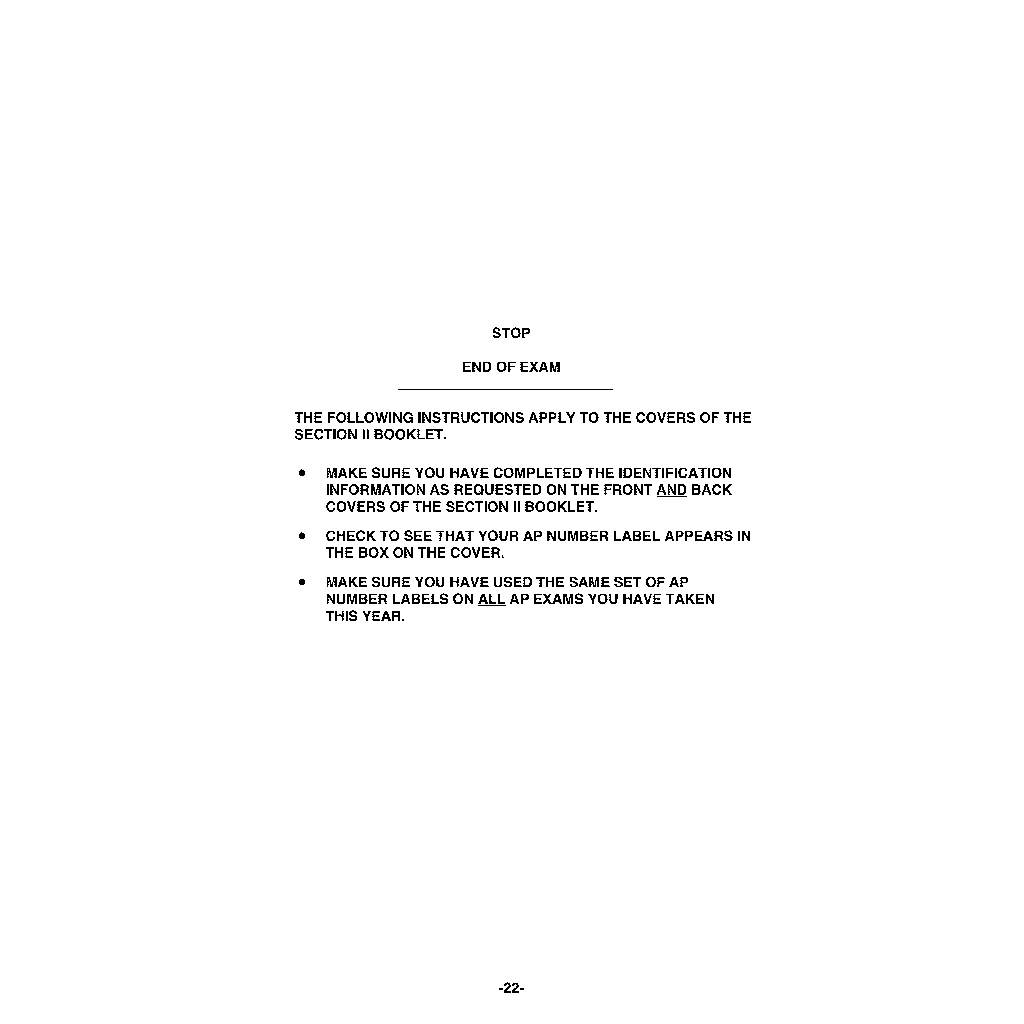 STOP
END OF EXAM
THE FOLLOWING INSTRUCTIONS APPLY TO THE COVERS OF THE
SECTION II BOOKLET.
• MAKE SURE YOU HAVE COMPLETED THE IDENTIFICATION
INFORMATION AS REQUESTED ON THE FRONT AND BACK
COVERS OF THE SECTION II BOOKLET.
• CHECK TO SEE THAT YOUR AP NUMBER LABEL APPEARS IN
THE BOX ON THE COVER.
• MAKE SURE YOU HAVE USED THE SAME SET OF AP
NUMBER LABELS ON ALL AP EXAMS YOU HAVE TAKEN
THIS YEAR.
-22-